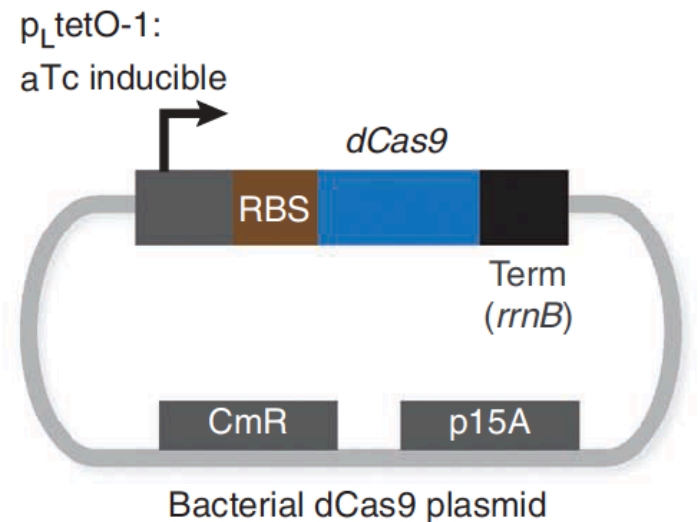 pLtetO-1:
aTc inducible
dCas9
RBS
Term
(rrnB)
CmR
p15A
Bacterial dCas9 plasmid